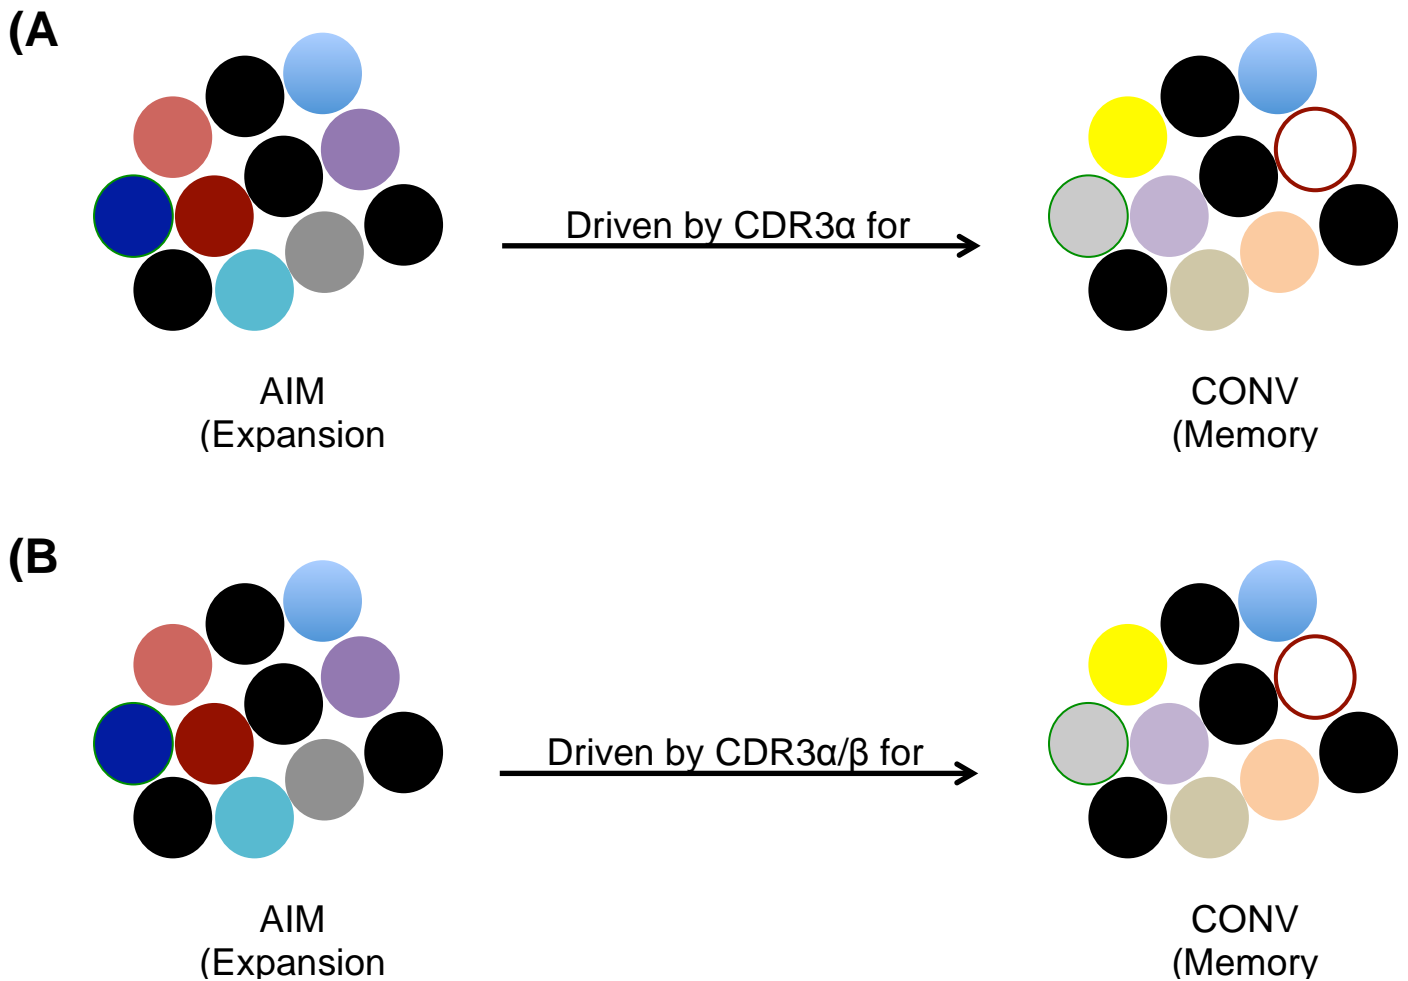 (A
Driven by CDR3α for
AIM
(Expansion
CONV
(Memory
(B
Driven by CDR3α/β for
AIM
(Expansion
CONV
(Memory